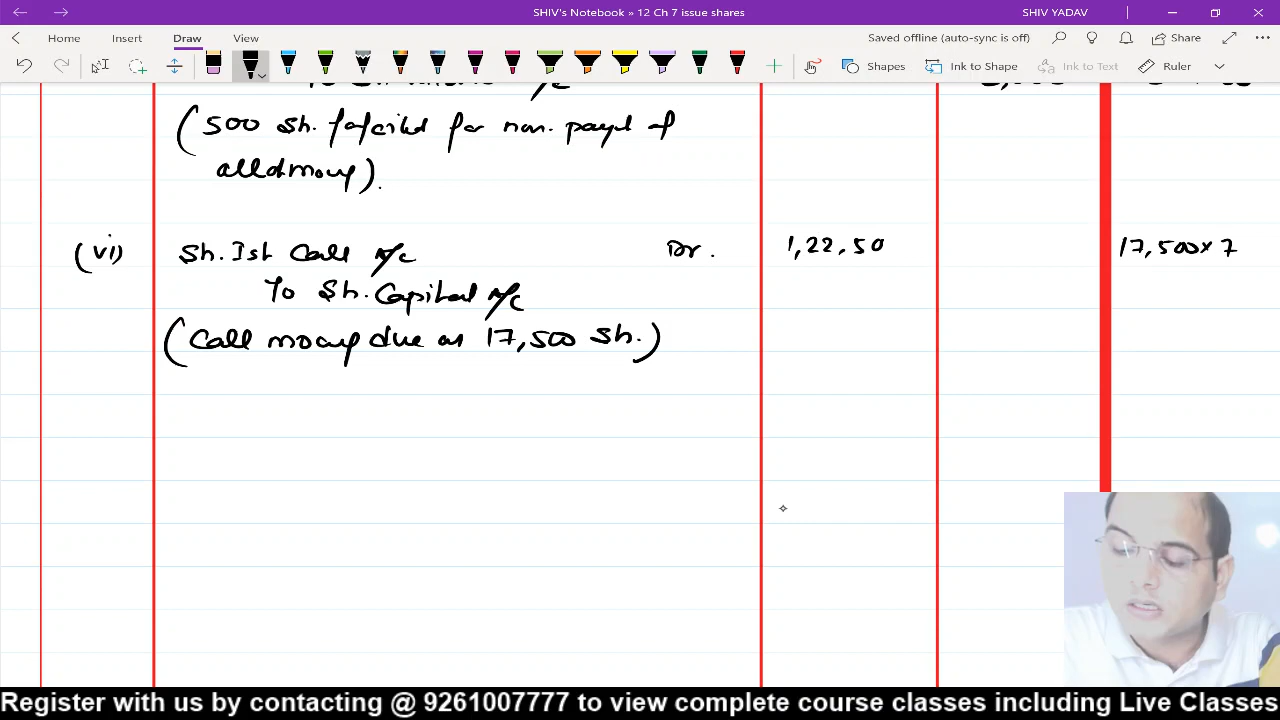 SHIV's Notebook » 12 Ch 7 issue shares
SHIV YADAV
Home Insert Draw View
Saved offline (auto-sync is off)
Share
Shapes
Ink to Shape
Ink to Text
Ruler
(500 Sh. forfeited for non. payt of
allotmoney).
(vi) Sh. Ist Call A/c Dr. 1,22,50 17,500×7
To Sh. Capital A/c
(Call money due on 17,500 Sh.)
Register with us by contacting @ 9261007777 to view complete course classes including Live Classes